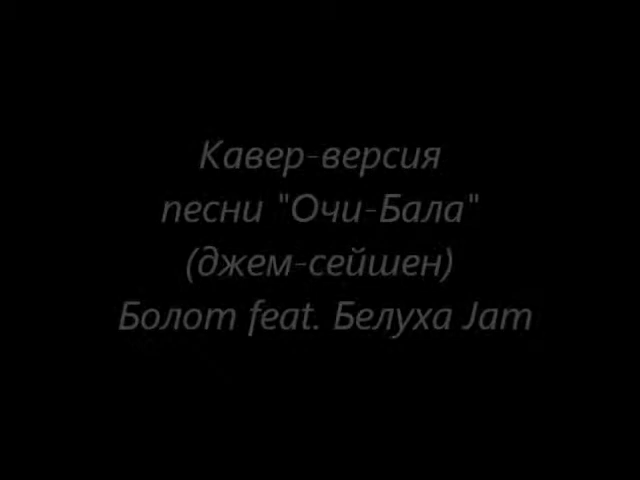 Кавер-версия
песни "Очи-Бала"
(джем-сейшен)
Болот feat. Белуха Jam